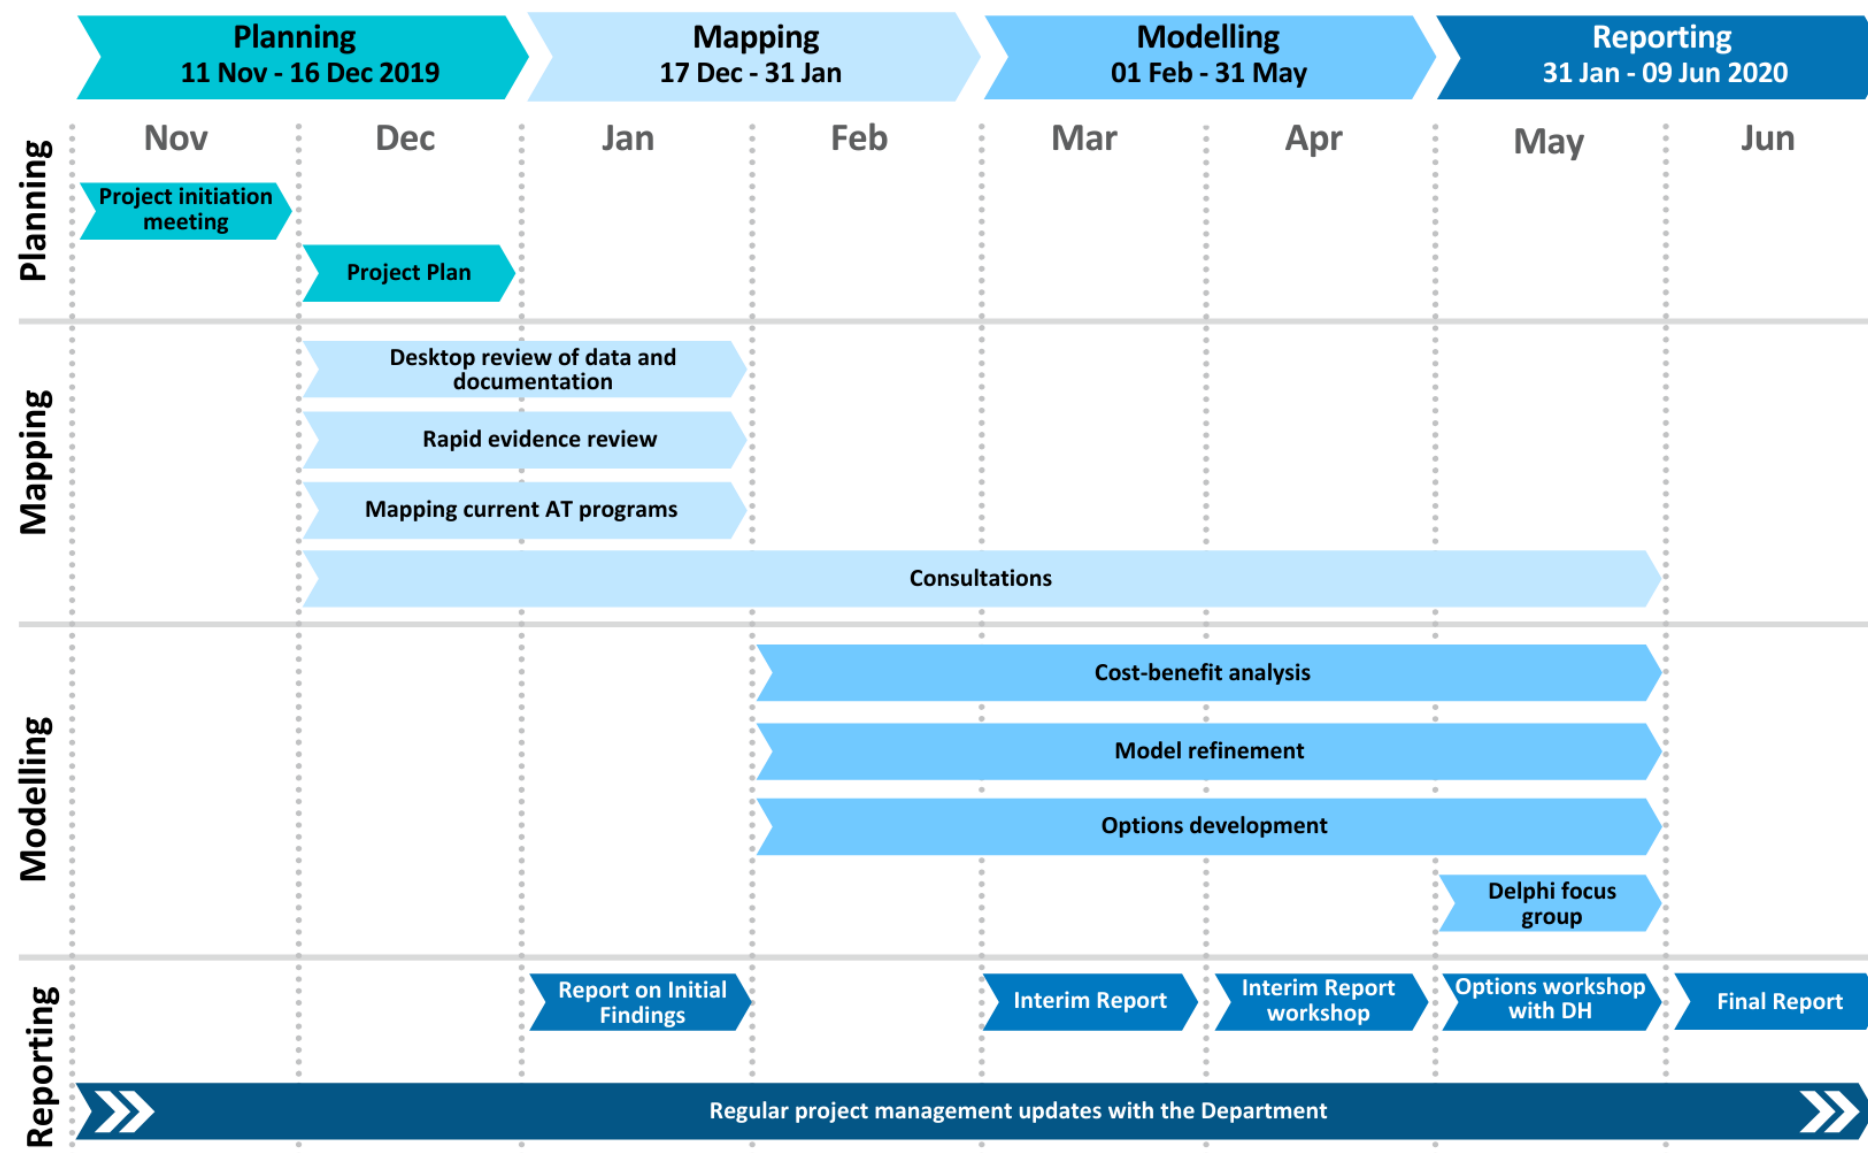 Planning
11 Nov - 16 Dec 2019
Mapping
17 Dec - 31 Jan
Modelling
01 Feb - 31 May
Reporting
31 Jan - 09 Jun 2020
Nov
Dec
Jan
Feb
Mar
Apr
May
Jun
Planning
Project initiation
meeting
Project Plan
Mapping
Desktop review of data and
documentation
Rapid evidence review
Mapping current AT programs
Consultations
Modelling
Cost-benefit analysis
Model refinement
Options development
Delphi focus
group
Reporting
Report on Initial
Findings
Interim Report
Interim Report
workshop
Options workshop
with DH
Final Report
Regular project management updates with the Department